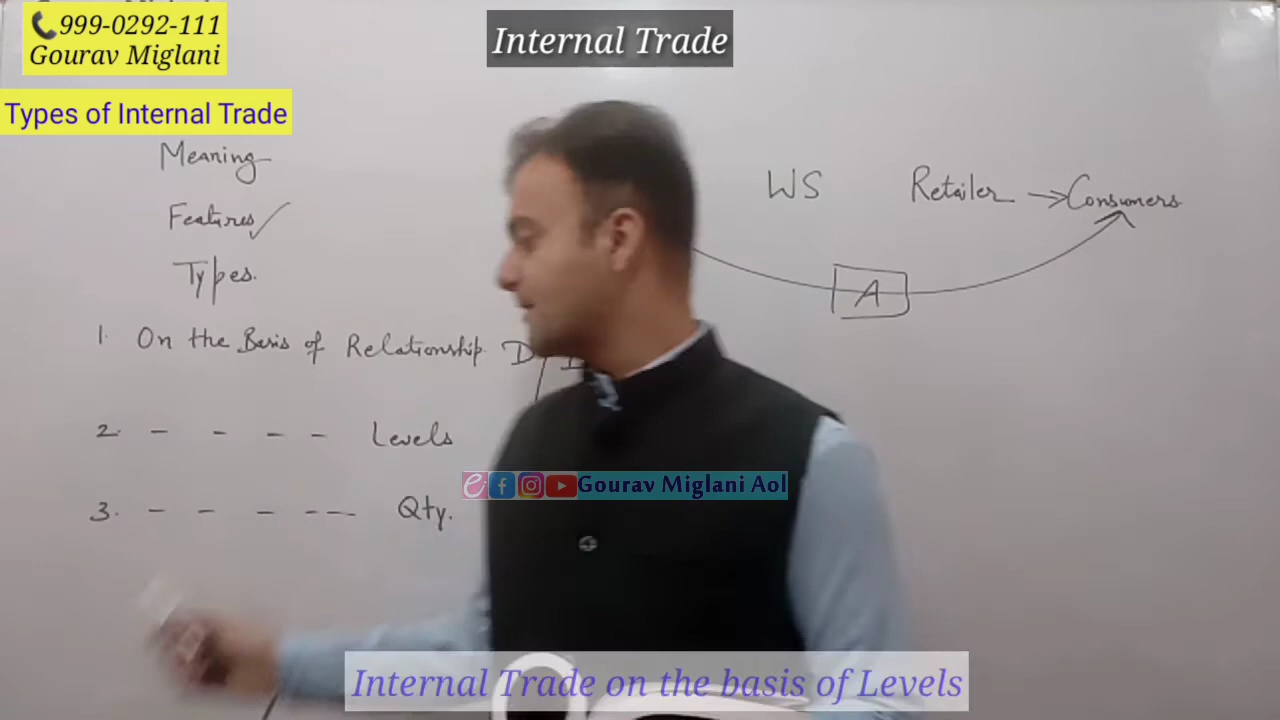 999-0292-111
Gourav Miglani
Internal Trade
Types of Internal Trade
Meaning
Features
Types.
1. On the Basis of Relationship. D
2. - - - - Levels
3. - - - -- Qty.
WS Retailer → Consumers
A
Gourav Miglani Aol
Internal Trade on the basis of Levels